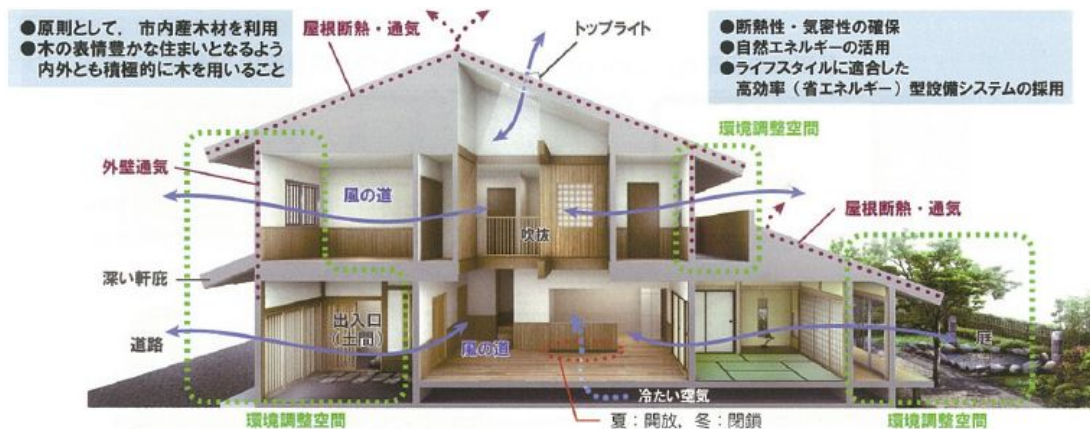 ●原則として，市内産木材を利用
●木の表情豊かな住まいとなるよう
内外とも積極的に木を用いること
屋根断熱・通気
トップライト
●断熱性・気密性の確保
●自然エネルギーの活用
●ライフスタイルに適合した
高効率（省エネルギー）型設備システムの採用
環境調整空間
外壁通気
風の道
屋根断熱・通気
吹抜
深い軒庇
出入口
（土間）
道路
風の道
庭
冷たい空気
環境調整空間
夏：開放，冬：閉鎖
環境調整空間